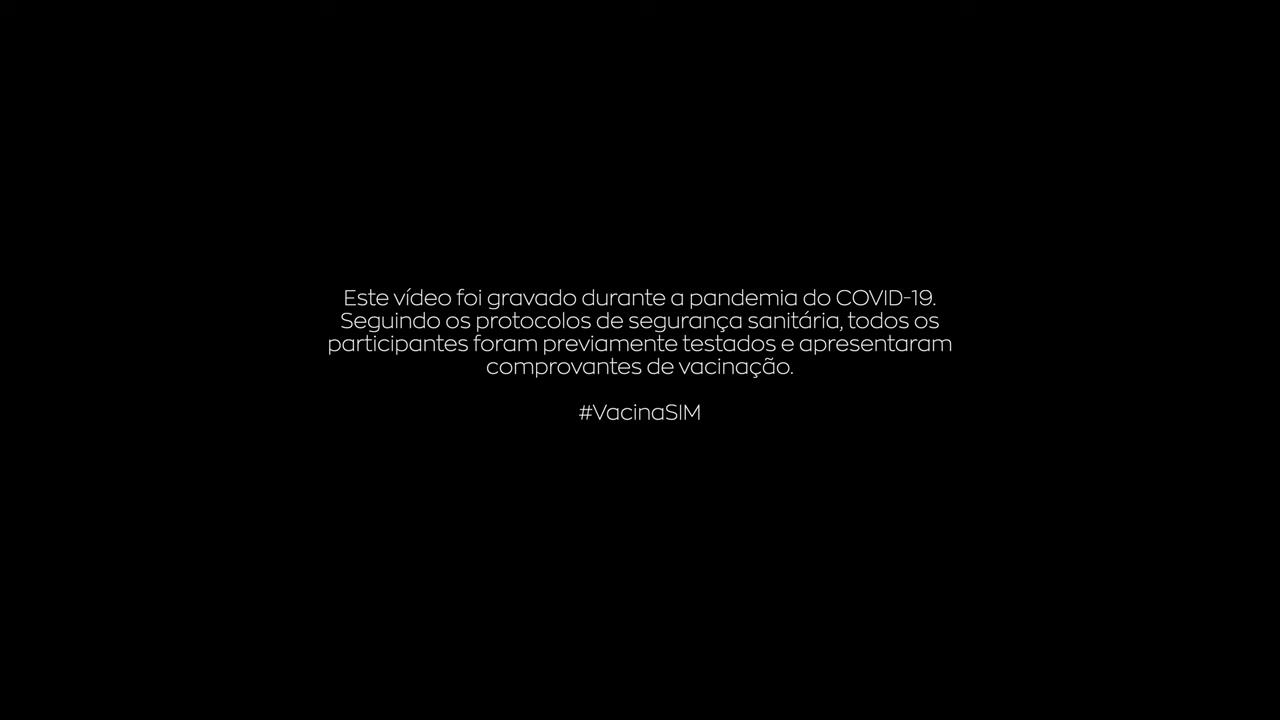 Este vídeo foi gravado durante a pandemia do COVID-19.
Seguindo os protocolos de segurança sanitária, todos os
participantes foram previamente testados e apresentaram
comprovantes de vacinação.
#VacinaSIM